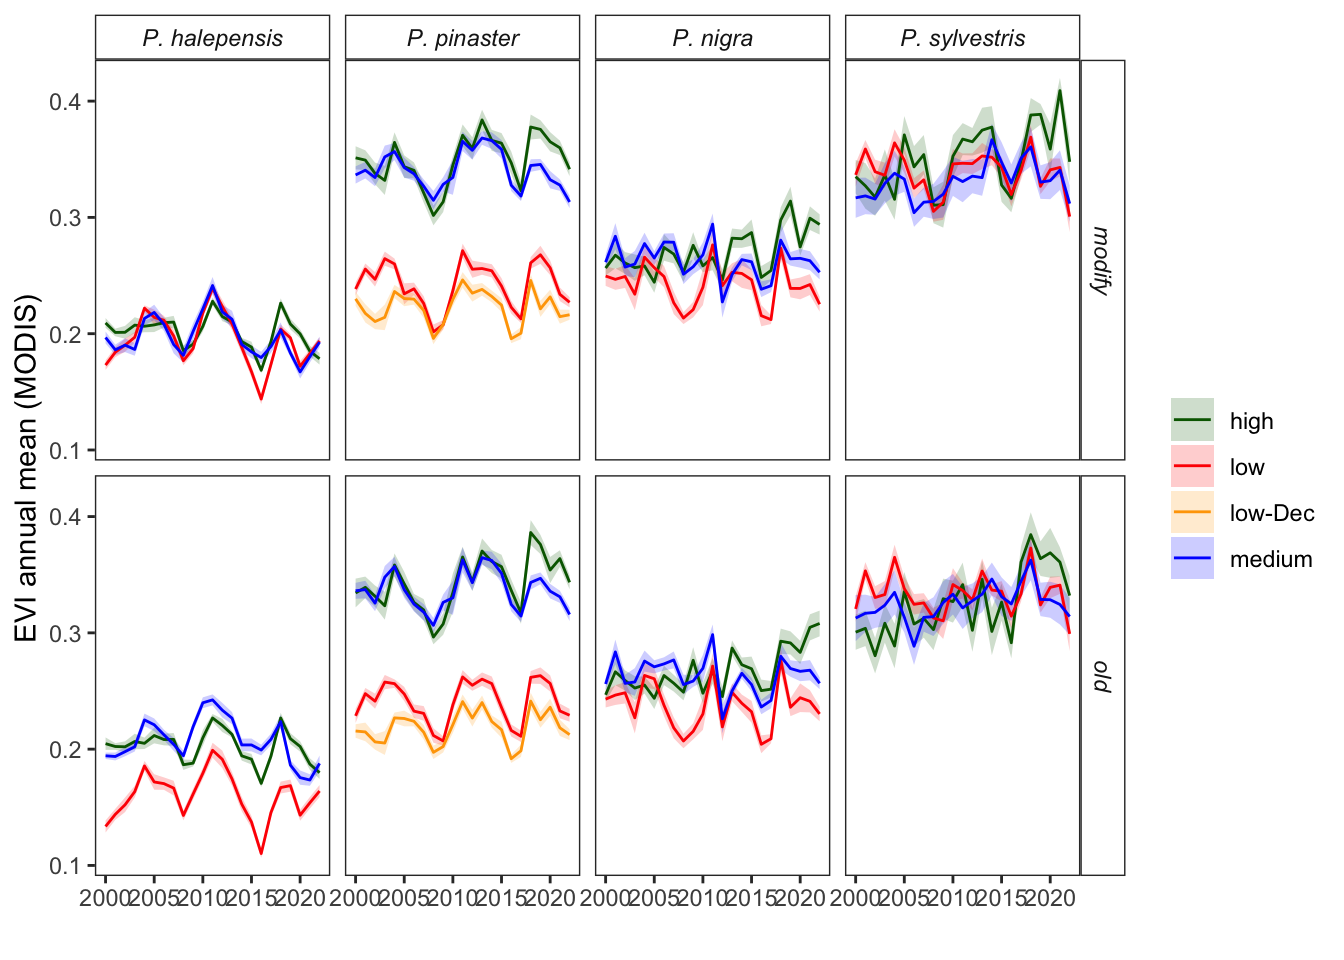 P. halepensis P. pinaster P. nigra P. sylvestris
EVI annual mean (MODIS)
0.4
0.3
0.2
0.1
modify
0.4
0.3
0.2
0.1
old
2000 2005 2010 2015 2020 2000 2005 2010 2015 2020 2000 2005 2010 2015 2020 2000 2005 2010 2015 2020
high
low
low-Dec
medium